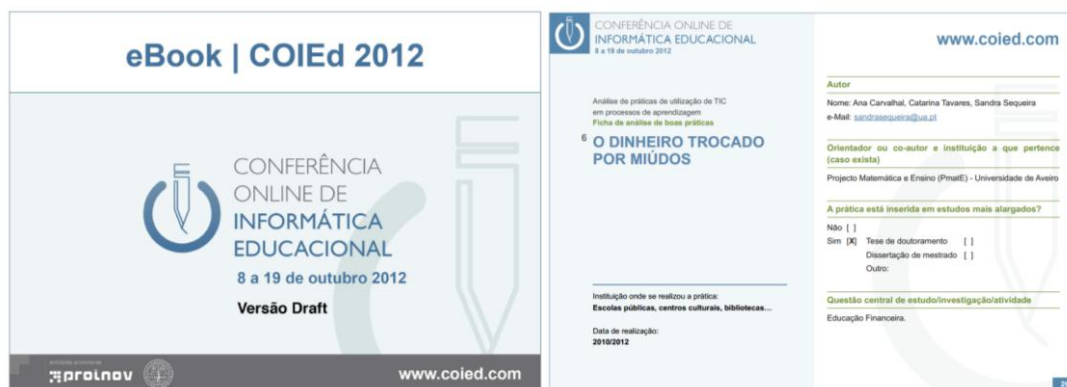 eBook | COIEd 2012
CONFERÊNCIA
ONLINE DE
INFORMÁTICA
EDUCACIONAL
8 a 19 de outubro 2012
Versão Draft
proinov
www.coied.com
CONFERÊNCIA ONLINE DE
INFORMÁTICA EDUCACIONAL
8 a 19 de outubro 2012
Análise de práticas de utilização de TIC
em processos de aprendizagem
Ficha de análise de boas práticas
6 O DINHEIRO TROCADO
POR MIÚDOS
Instituição onde se realizou a prática:
Escolas públicas, centros culturais, bibliotecas...
Data de realização:
2010/2012
www.coied.com
Autor
Nome: Ana Carvalhal, Catarina Tavares, Sandra Sequeira
e-Mail: sandrasequeira@ua.pt
Orientador ou co-autor e instituição a que pertence
(caso exista)
Projecto Matemática e Ensino (PmatE) - Universidade de Aveiro
A prática está inserida em estudos mais alargados?
Não [ ]
Sim [X] Tese de doutoramento [ ]
Dissertação de mestrado [ ]
Outro:
Questão central de estudo/investigação/atividade
Educação Financeira.